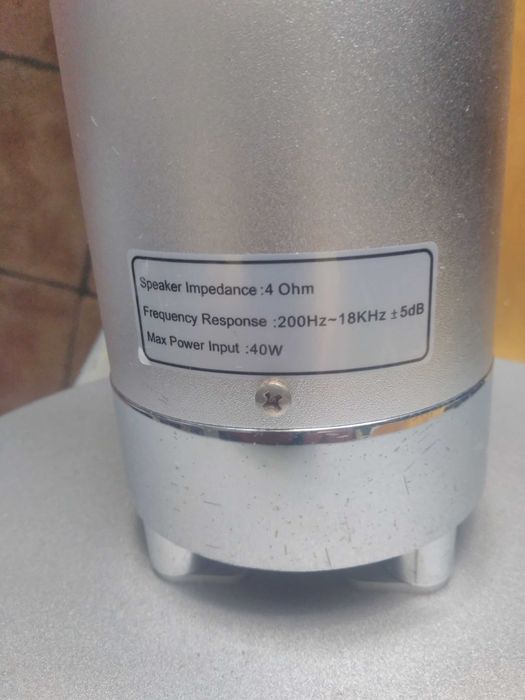 Speaker Impedance :4 Ohm
Frequency Response :200Hz~18KHz ±5dB
Max Power Input :40W